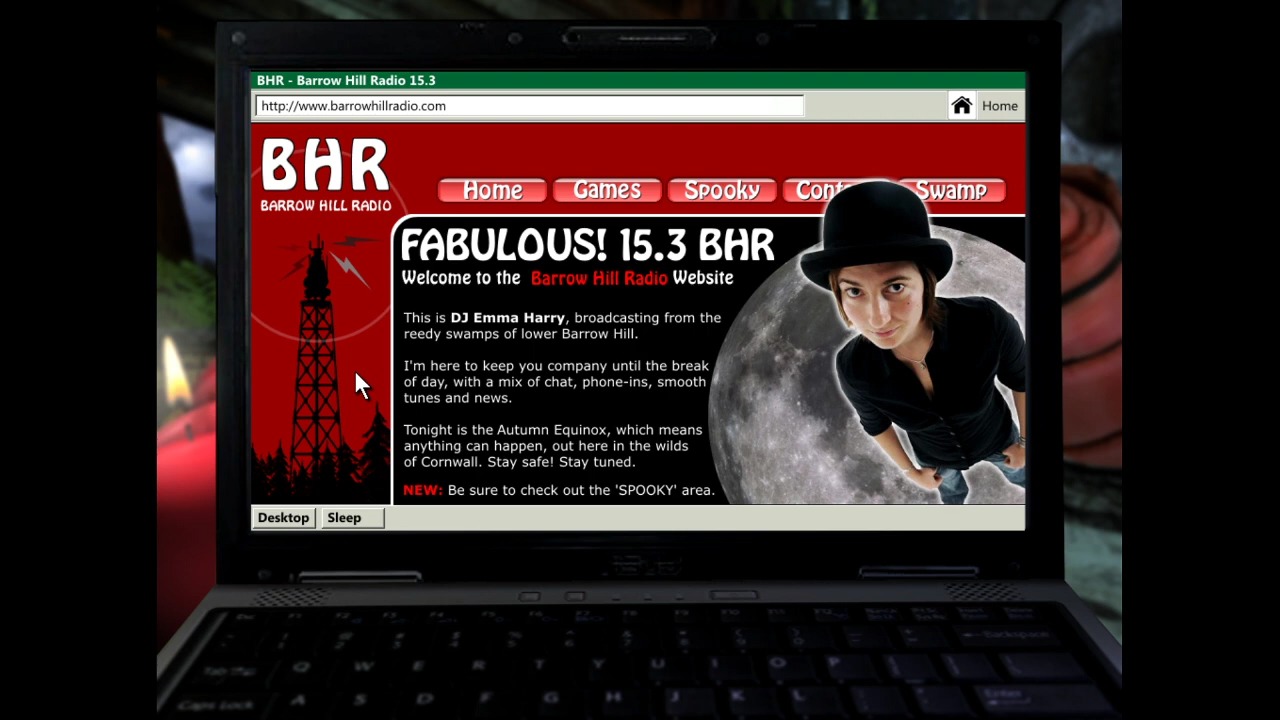 BHR - Barrow Hill Radio 15.3
http://www.barrowhillradio.com
Home
BHR
BARROW HILL RADIO
Home Games Spooky Cont Swamp
FABULOUS! 15.3 BHR
Welcome to the Barrow Hill Radio Website
This is DJ Emma Harry, broadcasting from the
reedy swamps of lower Barrow Hill.
I'm here to keep you company until the break
of day, with a mix of chat, phone-ins, smooth
tunes and news.
Tonight is the Autumn Equinox, which means
anything can happen, out here in the wilds
of Cornwall. Stay safe! Stay tuned.
NEW: Be sure to check out the 'SPOOKY' area.
Desktop Sleep
Q W E R T Y U I O P
Caps Lock A S D F G H J K L Enter